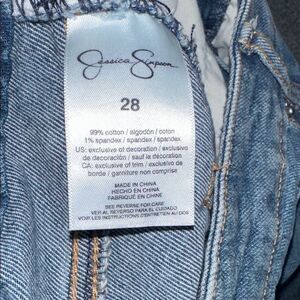 Jessica Simpson
28
99% cotton / algodón / coton
1% spandex / spandex / spandex
US: exclusive of decoration / exclusivo
de decoración / sauf la décoration
CA: exclusive of trim / exclusivo de
borde / garniture non comprise
MADE IN CHINA
HECHO EN CHINA
FABRIQUÉ EN CHINE
SEE REVERSE FOR CARE
VER AL REVERSO PARA EL CUIDADO
VOIR LES INSTRUCTIONS D'ENTRETIEN AU DOS